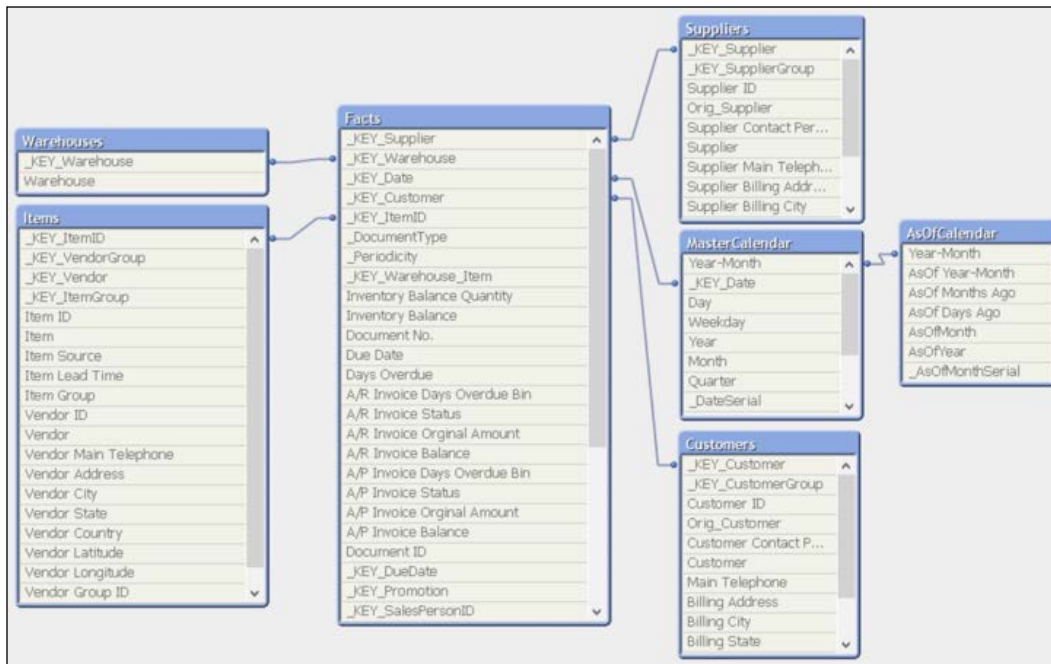 Warehouses
_KEY_Warehouse
Warehouse
Items
_KEY_ItemID
_KEY_VendorGroup
_KEY_Vendor
_KEY_ItemGroup
Item ID
Item
Item Source
Item Lead Time
Item Group
Vendor ID
Vendor
Vendor Main Telephone
Vendor Address
Vendor City
Vendor State
Vendor Country
Vendor Latitude
Vendor Longitude
Vendor Group ID
Facts
_KEY_Supplier
_KEY_Warehouse
_KEY_Date
_KEY_Customer
_KEY_ItemID
_DocumentType
_Periodicity
_KEY_Warehouse_Item
Inventory Balance Quantity
Inventory Balance
Document No.
Due Date
Days Overdue
A/R Invoice Days Overdue Bin
A/R Invoice Status
A/R Invoice Orginal Amount
A/R Invoice Balance
A/P Invoice Days Overdue Bin
A/P Invoice Status
A/P Invoice Orginal Amount
A/P Invoice Balance
Document ID
_KEY_DueDate
_KEY_Promotion
_KEY_SalesPersonID
Suppliers
_KEY_Supplier
_KEY_SupplierGroup
Supplier ID
Orig_Supplier
Supplier Contact Per...
Supplier
Supplier Main Teleph...
Supplier Billing Addr...
Supplier Billing City
MasterCalendar
Year-Month
_KEY_Date
Day
Weekday
Year
Month
Quarter
_DateSerial
AsOfCalendar
Year-Month
AsOf Year-Month
AsOf Months Ago
AsOf Days Ago
AsOfMonth
AsOfYear
_AsOfMonthSerial
Customers
_KEY_Customer
_KEY_CustomerGroup
Customer ID
Orig_Customer
Customer Contact P...
Customer
Main Telephone
Billing Address
Billing City
Billing State